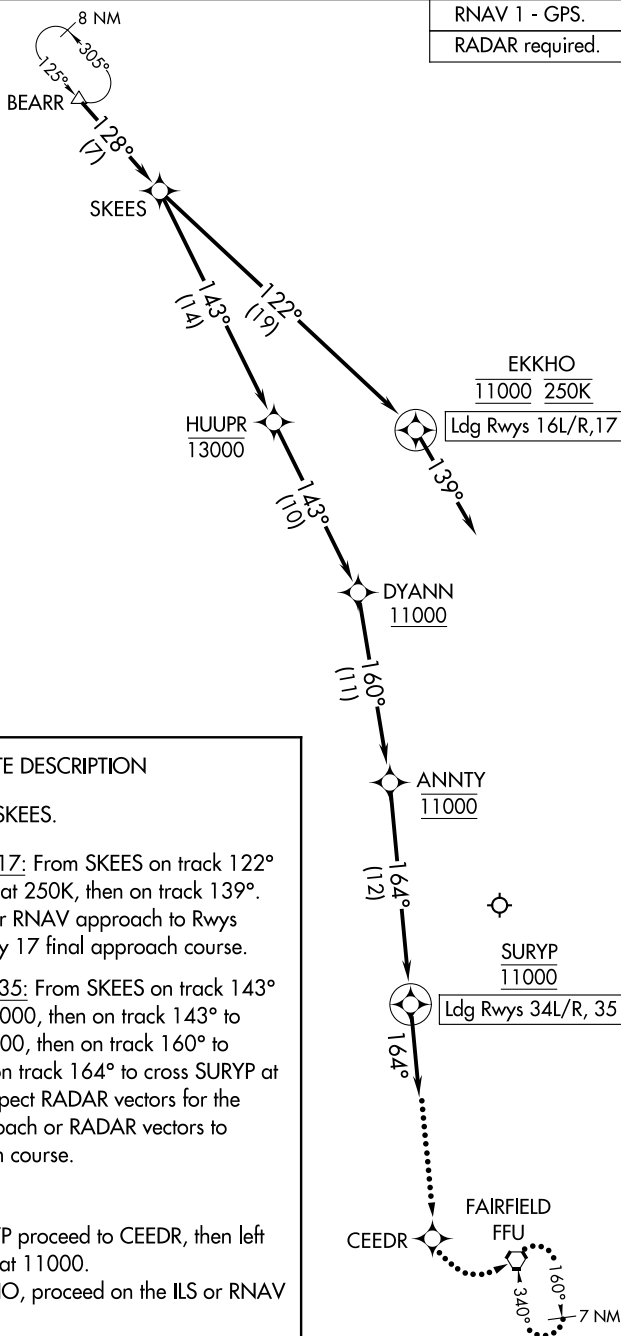 RNAV 1 - GPS.
RADAR required.
8 NM
305°
125°
BEARR
128°
(7)
SKEES
143°
(14)
122°
(19)
EKKHO
11000 250K
Ldg Rwys 16L/R,17
139°
HUUPR
13000
143°
(10)
DYANN
11000
160°
(11)
ANNTY
11000
164°
(12)
SURYP
11000
Ldg Rwys 34L/R, 35
164°
CEEDR
FAIRFIELD
FFU
160°
340°
7 NM
TE DESCRIPTION
SKEES.
17: From SKEES on track 122°
at 250K, then on track 139°.
r RNAV approach to Rwys
y 17 final approach course.
35: From SKEES on track 143°
000, then on track 143° to
00, then on track 160° to
on track 164° to cross SURYP at
pect RADAR vectors for the
oach or RADAR vectors to
h course.
P proceed to CEEDR, then left
at 11000.
O, proceed on the ILS or RNAV